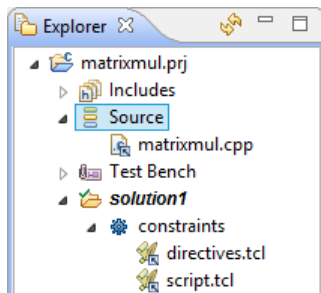 Explorer
matrixmul.prj
Includes
Source
matrixmul.cpp
Test Bench
solution1
constraints
directives.tcl
script.tcl